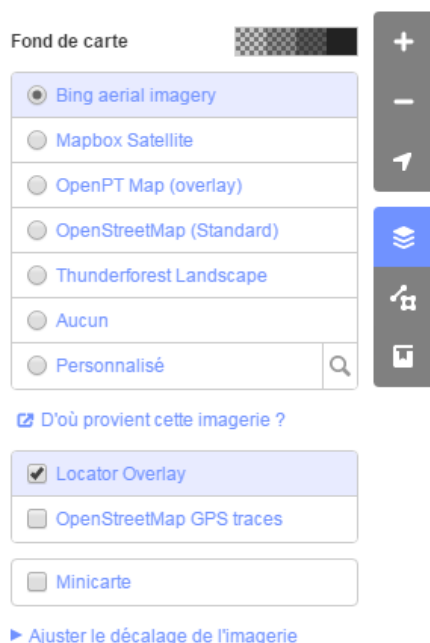 Fond de carte
Bing aerial imagery
Mapbox Satellite
OpenPT Map (overlay)
OpenStreetMap (Standard)
Thunderforest Landscape
Aucun
Personnalisé
D'où provient cette imagerie ?
Locator Overlay
OpenStreetMap GPS traces
Minicarte
Ajuster le décalage de l'imagerie